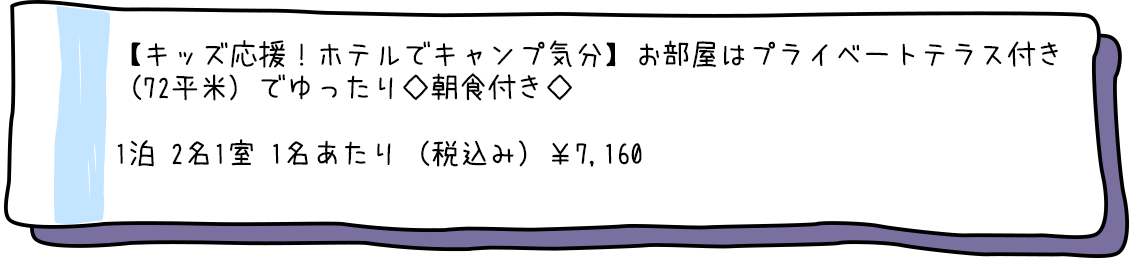 【キッズ応援！ホテルでキャンプ気分】お部屋はプライベートテラス付き
（72平米）でゆったり◇朝食付き◇
1泊 2名1室 1名あたり （税込み）￥7,160